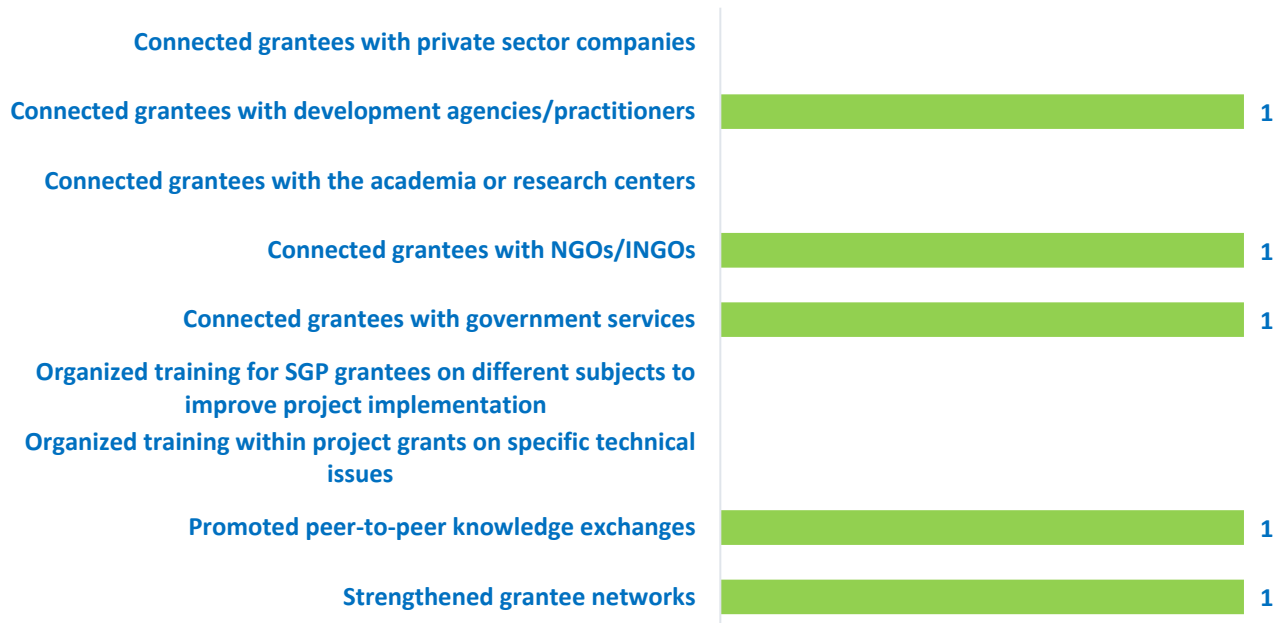 Connected grantees with private sector companies
Connected grantees with development agencies/practitioners 1
Connected grantees with the academia or research centers
Connected grantees with NGOs/INGOs 1
Connected grantees with government services 1
Organized training for SGP grantees on different subjects to
improve project implementation
Organized training within project grants on specific technical
issues
Promoted peer-to-peer knowledge exchanges 1
Strengthened grantee networks 1